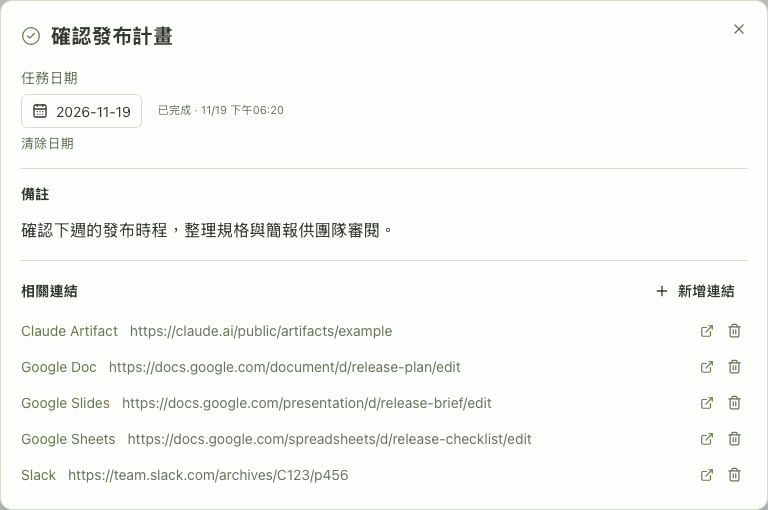 確認發布計畫
任務日期
2026-11-19
已完成 · 11/19 下午06:20
清除日期
備註
確認下週的發布時程，整理規格與簡報供團隊審閱。
相關連結
新增連結
Claude Artifact https://claude.ai/public/artifacts/example
Google Doc https://docs.google.com/document/d/release-plan/edit
Google Slides https://docs.google.com/presentation/d/release-brief/edit
Google Sheets https://docs.google.com/spreadsheets/d/release-checklist/edit
Slack https://team.slack.com/archives/C123/p456